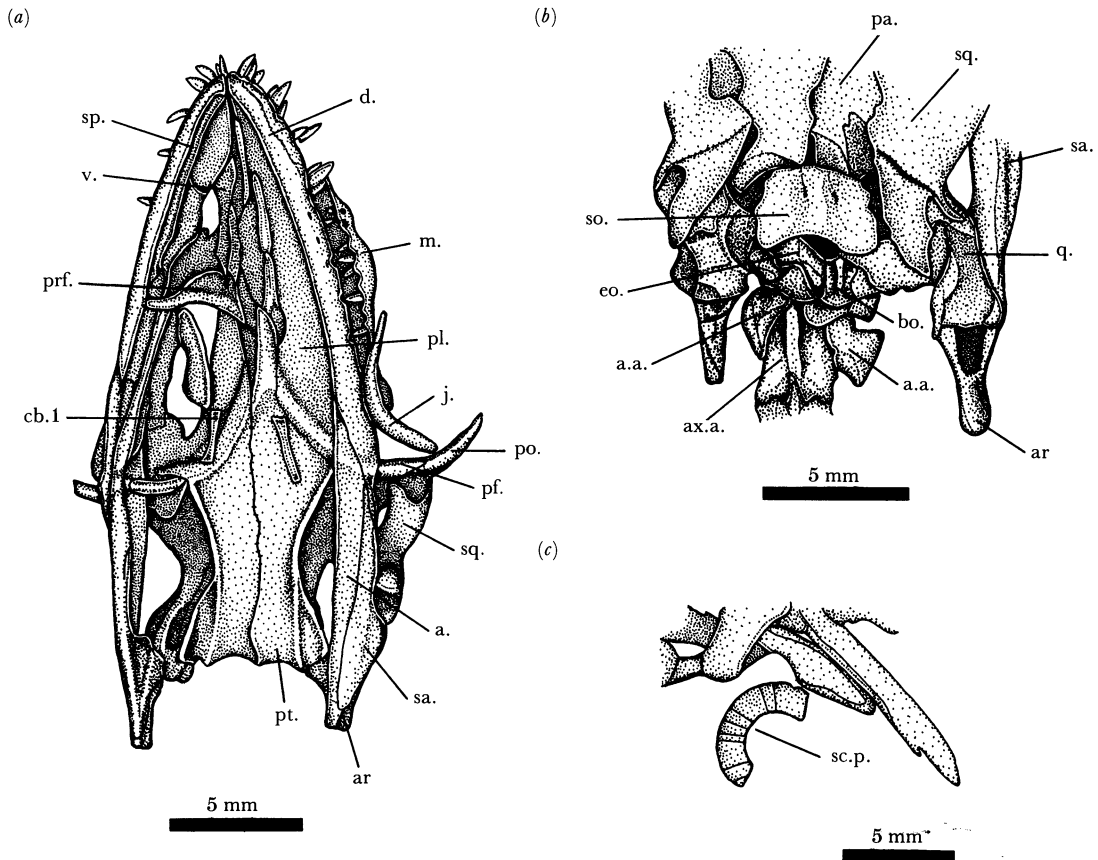 (a)
sp.
d.
v.
m.
prf.
pl.
j.
cb.1
po.
pf.
sq.
a.
sa.
pt.
ar
5 mm
(b)
pa.
sq.
sa.
so.
q.
eo.
bo.
a.a.
a.a.
ax.a.
ar
5 mm
(c)
sc.p.
5 mm